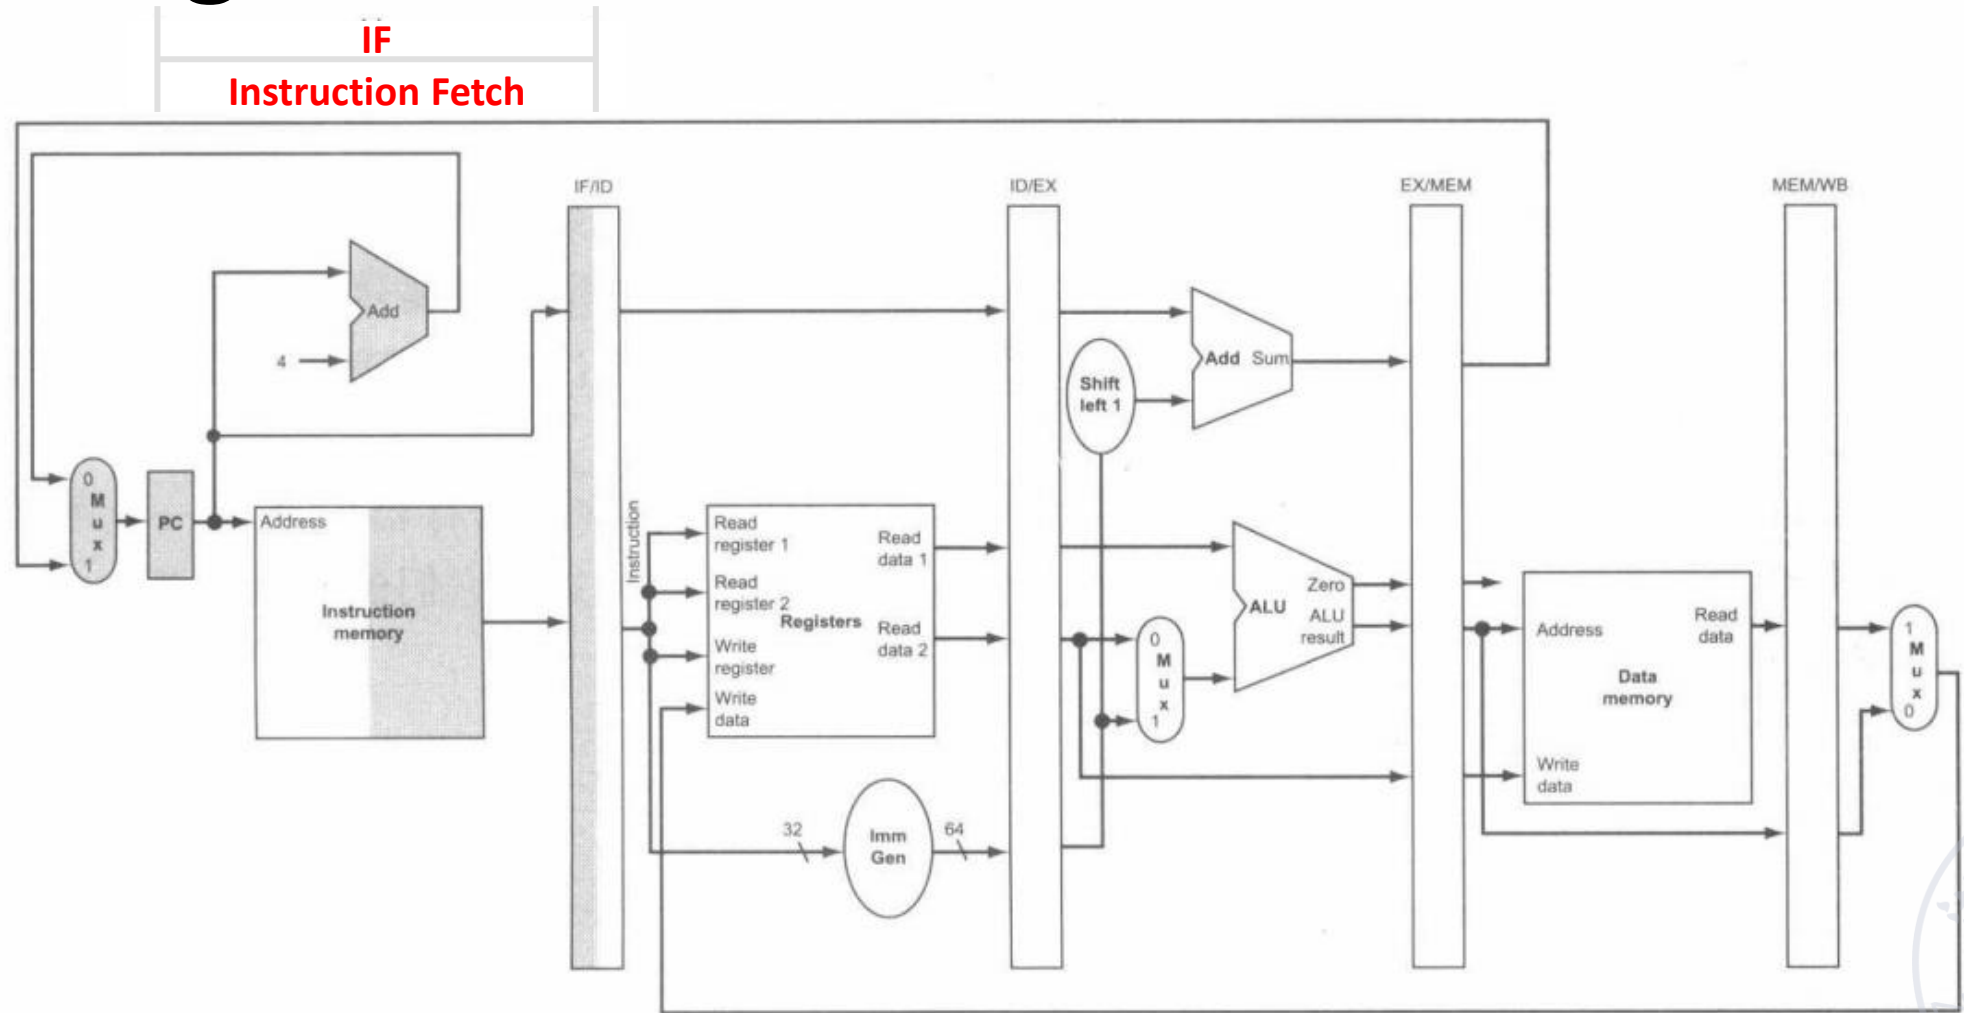 IF
Instruction Fetch
IF/ID
ID/EX
EX/MEM
MEM/WB
Add
4
Add Sum
Shift
left 1
0
M
u
x
1
PC
Address
Instruction
memory
Instruction
Read
register 1
Read
register 2
Write
register
Write
data
Registers
Read
data 1
Read
data 2
0
M
u
x
1
ALU
Zero
ALU
result
Address
Read
data
Data
memory
Write
data
1
M
u
x
0
32
Imm
Gen
64